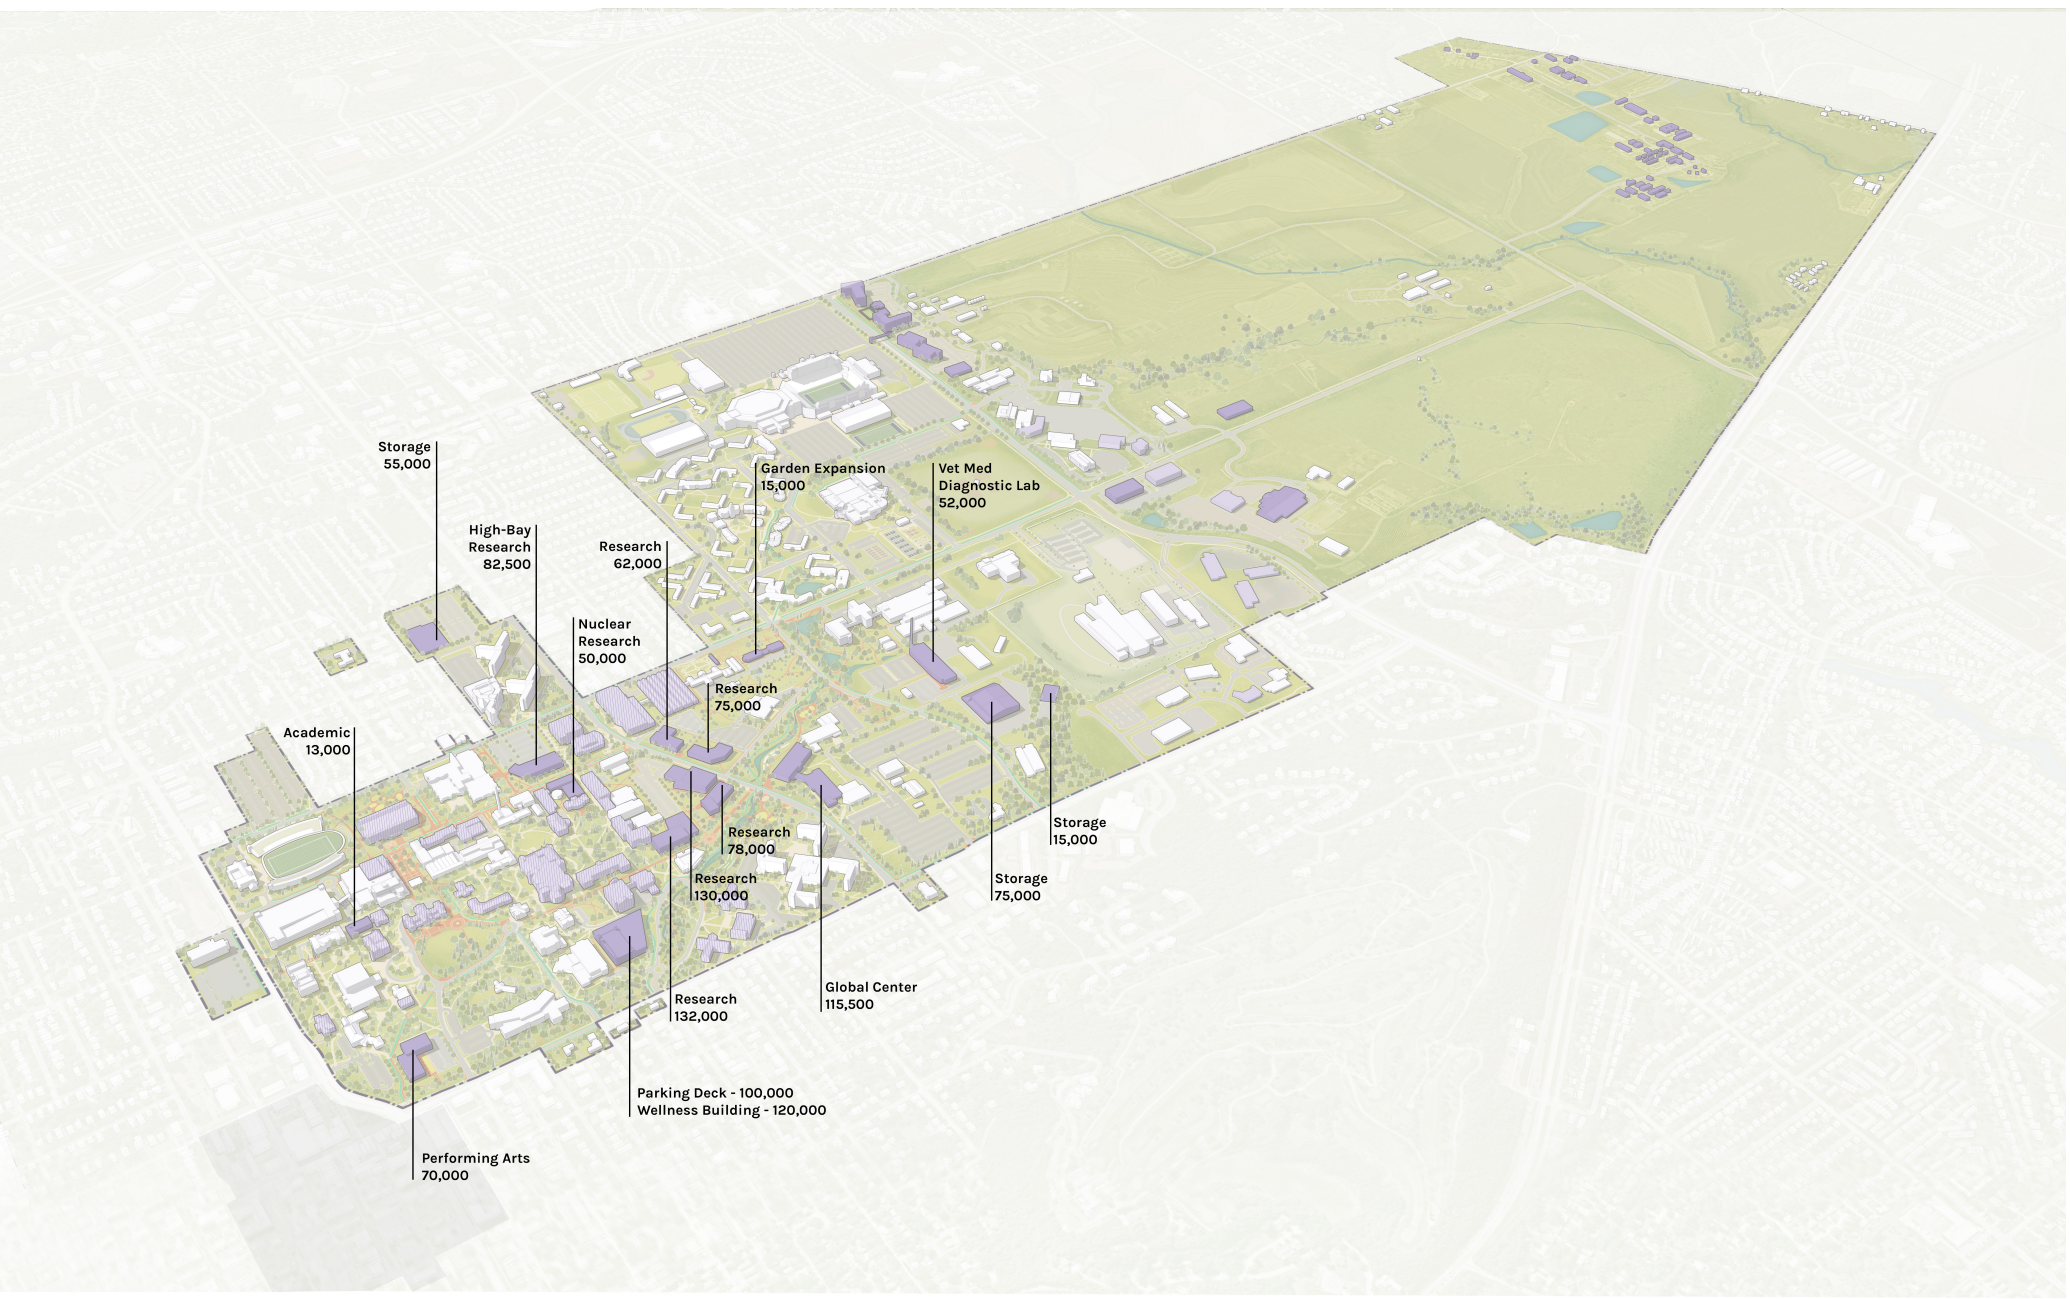 Storage
55,000
Garden Expansion
15,000
Vet Med
Diagnostic Lab
52,000
High-Bay
Research
82,500
Research
62,000
Nuclear
Research
50,000
Research
75,000
Academic
13,000
Research
78,000
Storage
15,000
Research
130,000
Storage
75,000
Research
132,000
Global Center
115,500
Parking Deck - 100,000
Wellness Building - 120,000
Performing Arts
70,000